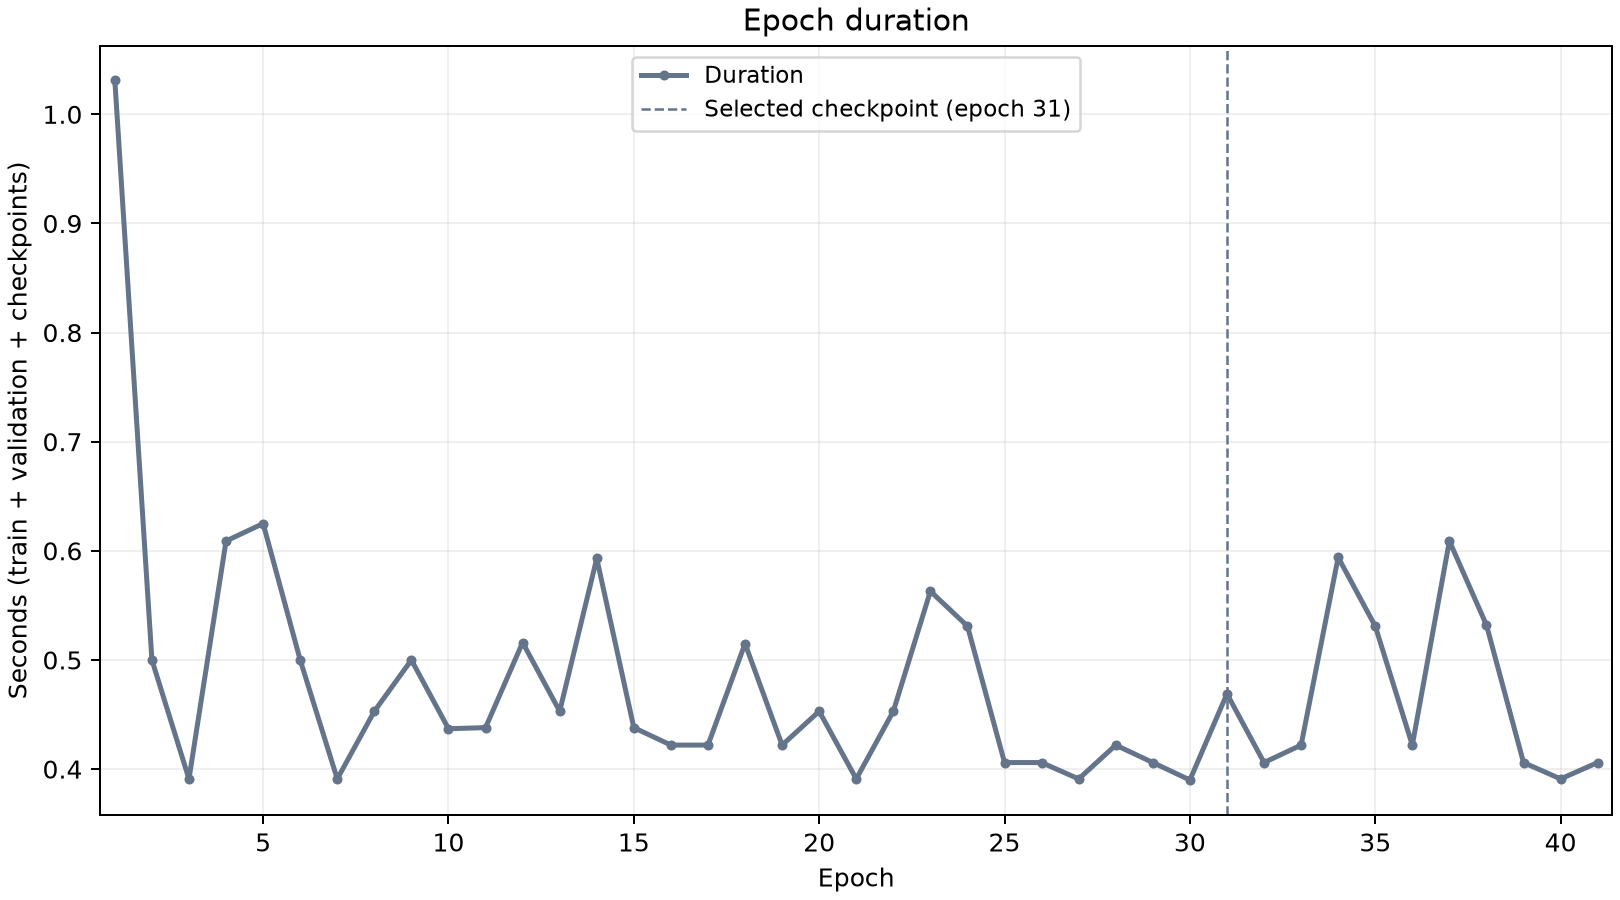 Epoch duration
Duration
Selected checkpoint (epoch 31)
Seconds (train + validation + checkpoints)
1.0
0.9
0.8
0.7
0.6
0.5
0.4
5 10 15 20 25 30 35 40
Epoch